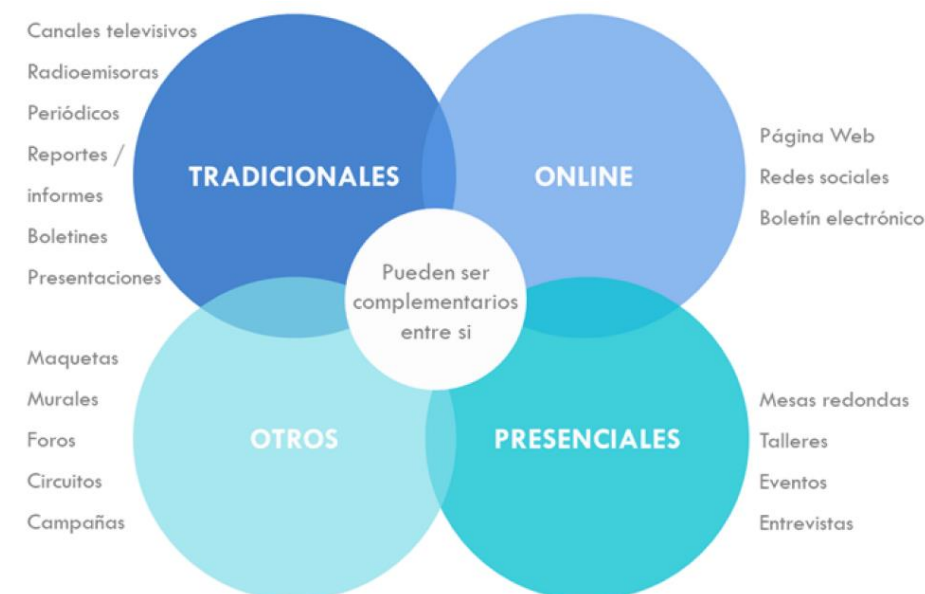 Canales televisivos
Radioemisoras
Periódicos
Reportes /
informes
Boletines
Presentaciones
TRADICIONALES
ONLINE
Página Web
Redes sociales
Boletín electrónico
Pueden ser
complementarios
entre si
Maquetas
Murales
Foros
Circuitos
Campañas
OTROS
PRESENCIALES
Mesas redondas
Talleres
Eventos
Entrevistas